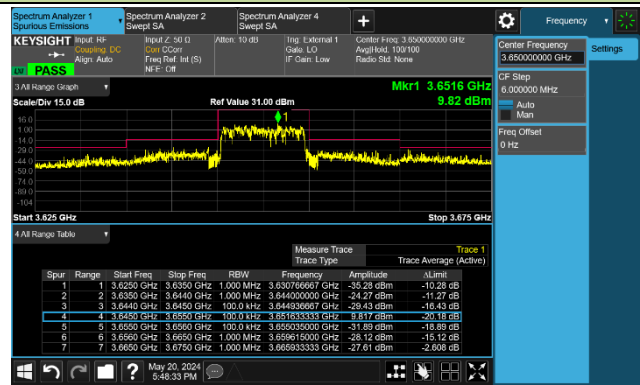 Spectrum Analyzer 1
Spurious Emissions
Spectrum Analyzer 2
Swept SA
Spectrum Analyzer 4
Swept SA
Frequency
KEYSIGHT
Input: RF
Coupling: DC
Align: Auto
Input Z: 50 Ω
Corr CCorr
Freq Ref: Int (S)
NFE: Off
Atten: 10 dB
Trig: External 1
Gate: LO
IF Gain: Low
Center Freq: 3.650000000 GHz
Avg|Hold: 100/100
Radio Std: None
LW PASS
Center Frequency
3.650000000 GHz
Settings
CF Step
6.000000 MHz
Auto
Man
Freq Offset
0 Hz
3 All Range Graph
Mkr1 3.6516 GHz
Scale/Div 15.0 dB
Ref Value 31.00 dBm
9.82 dBm
1
16.0
1.00
-14.0
-29.0
-44.0
-59.0
-74.0
-89.0
-104
Start 3.625 GHz
Stop 3.675 GHz
4 All Range Table
Measure Trace Trace 1
Trace Type Trace Average (Active)
Spur Range Start Freq Stop Freq RBW Frequency Amplitude ΔLimit
1 1 3.6250 GHz 3.6350 GHz 1.000 MHz 3.630766667 GHz -35.28 dBm -10.28 dB
2 2 3.6350 GHz 3.6440 GHz 1.000 MHz 3.644000000 GHz -24.27 dBm -11.27 dB
3 3 3.6440 GHz 3.6450 GHz 100.0 kHz 3.644936667 GHz -29.43 dBm -16.43 dB
4 4 3.6450 GHz 3.6550 GHz 100.0 kHz 3.651633333 GHz 9.817 dBm -20.18 dB
5 5 3.6550 GHz 3.6560 GHz 100.0 kHz 3.655035000 GHz -31.89 dBm -18.89 dB
6 6 3.6560 GHz 3.6650 GHz 1.000 MHz 3.659615000 GHz -28.12 dBm -15.12 dB
7 7 3.6650 GHz 3.6750 GHz 1.000 MHz 3.665933333 GHz -27.61 dBm -2.608 dB
May 20, 2024
5:48:33 PM